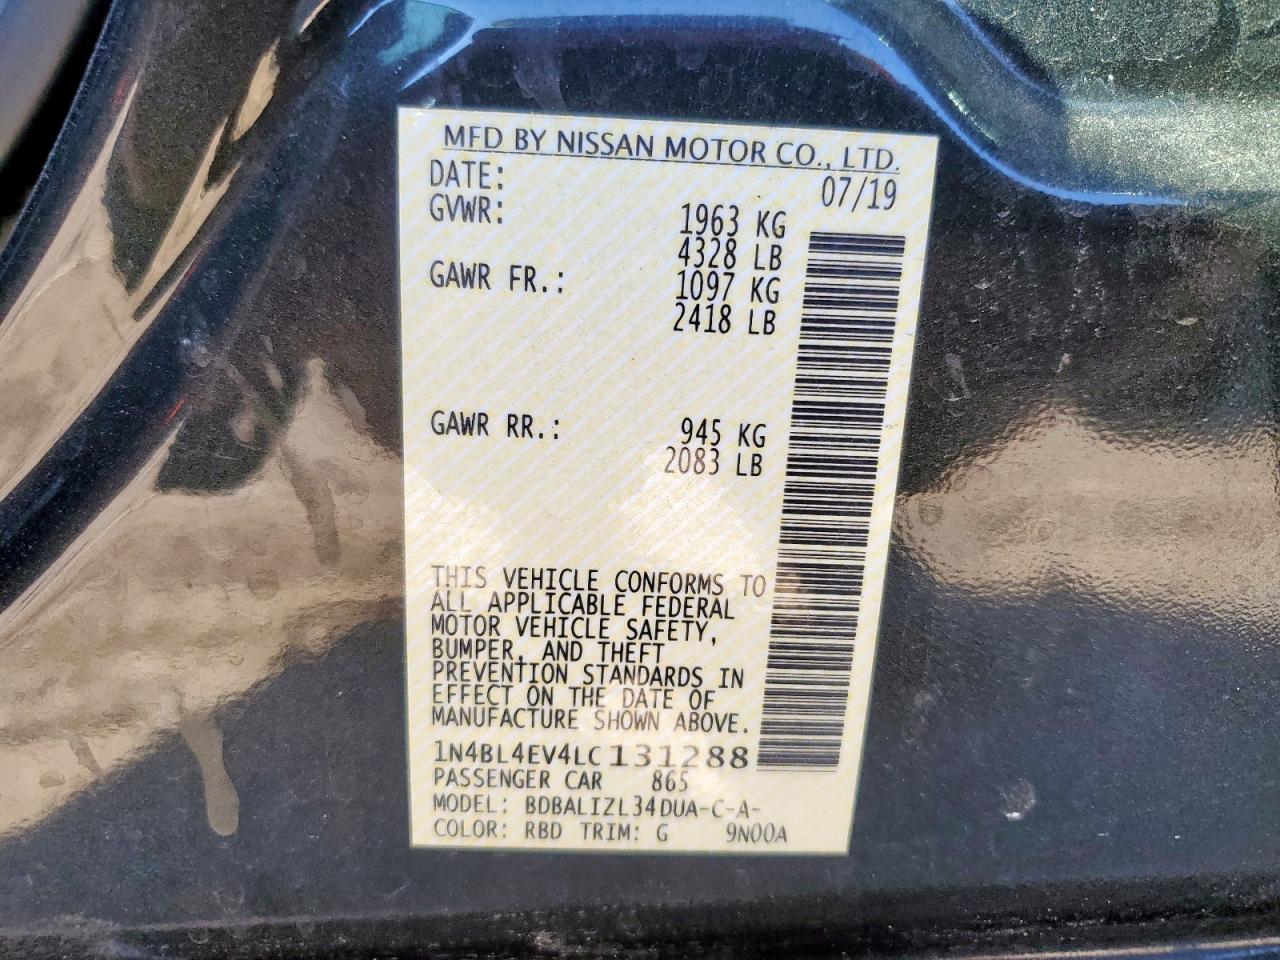 MFD BY NISSAN MOTOR CO., LTD.
DATE: 07/19
GVWR: 1963 KG
4328 LB
GAWR FR.: 1097 KG
2418 LB
GAWR RR.: 945 KG
2083 LB
THIS VEHICLE CONFORMS TO
ALL APPLICABLE FEDERAL
MOTOR VEHICLE SAFETY,
BUMPER, AND THEFT
PREVENTION STANDARDS IN
EFFECT ON THE DATE OF
MANUFACTURE SHOWN ABOVE.
1N4BL4EV4LC131288
PASSENGER CAR 865
MODEL: BDBALIZL34DUA-C-A-
COLOR: RBD TRIM: G 9N00A